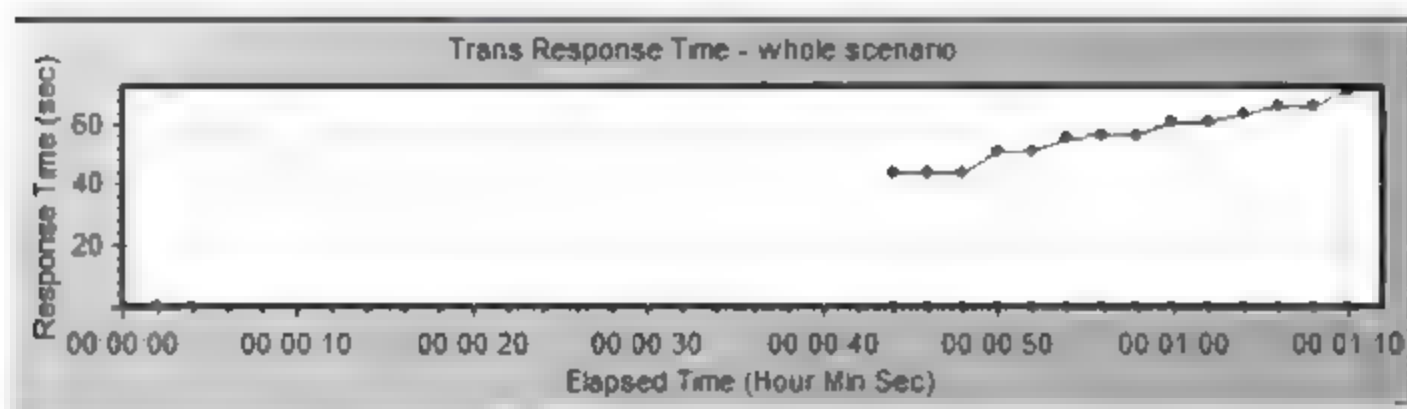 Trans Response Time - whole scenario
Response Time (sec)
60
40
20
00 00 00 00 00 10 00 00 20 00 00 30 00 00 40 00 00 50 00 01 00 00 01 10
Elapsed Time (Hour Min Sec)